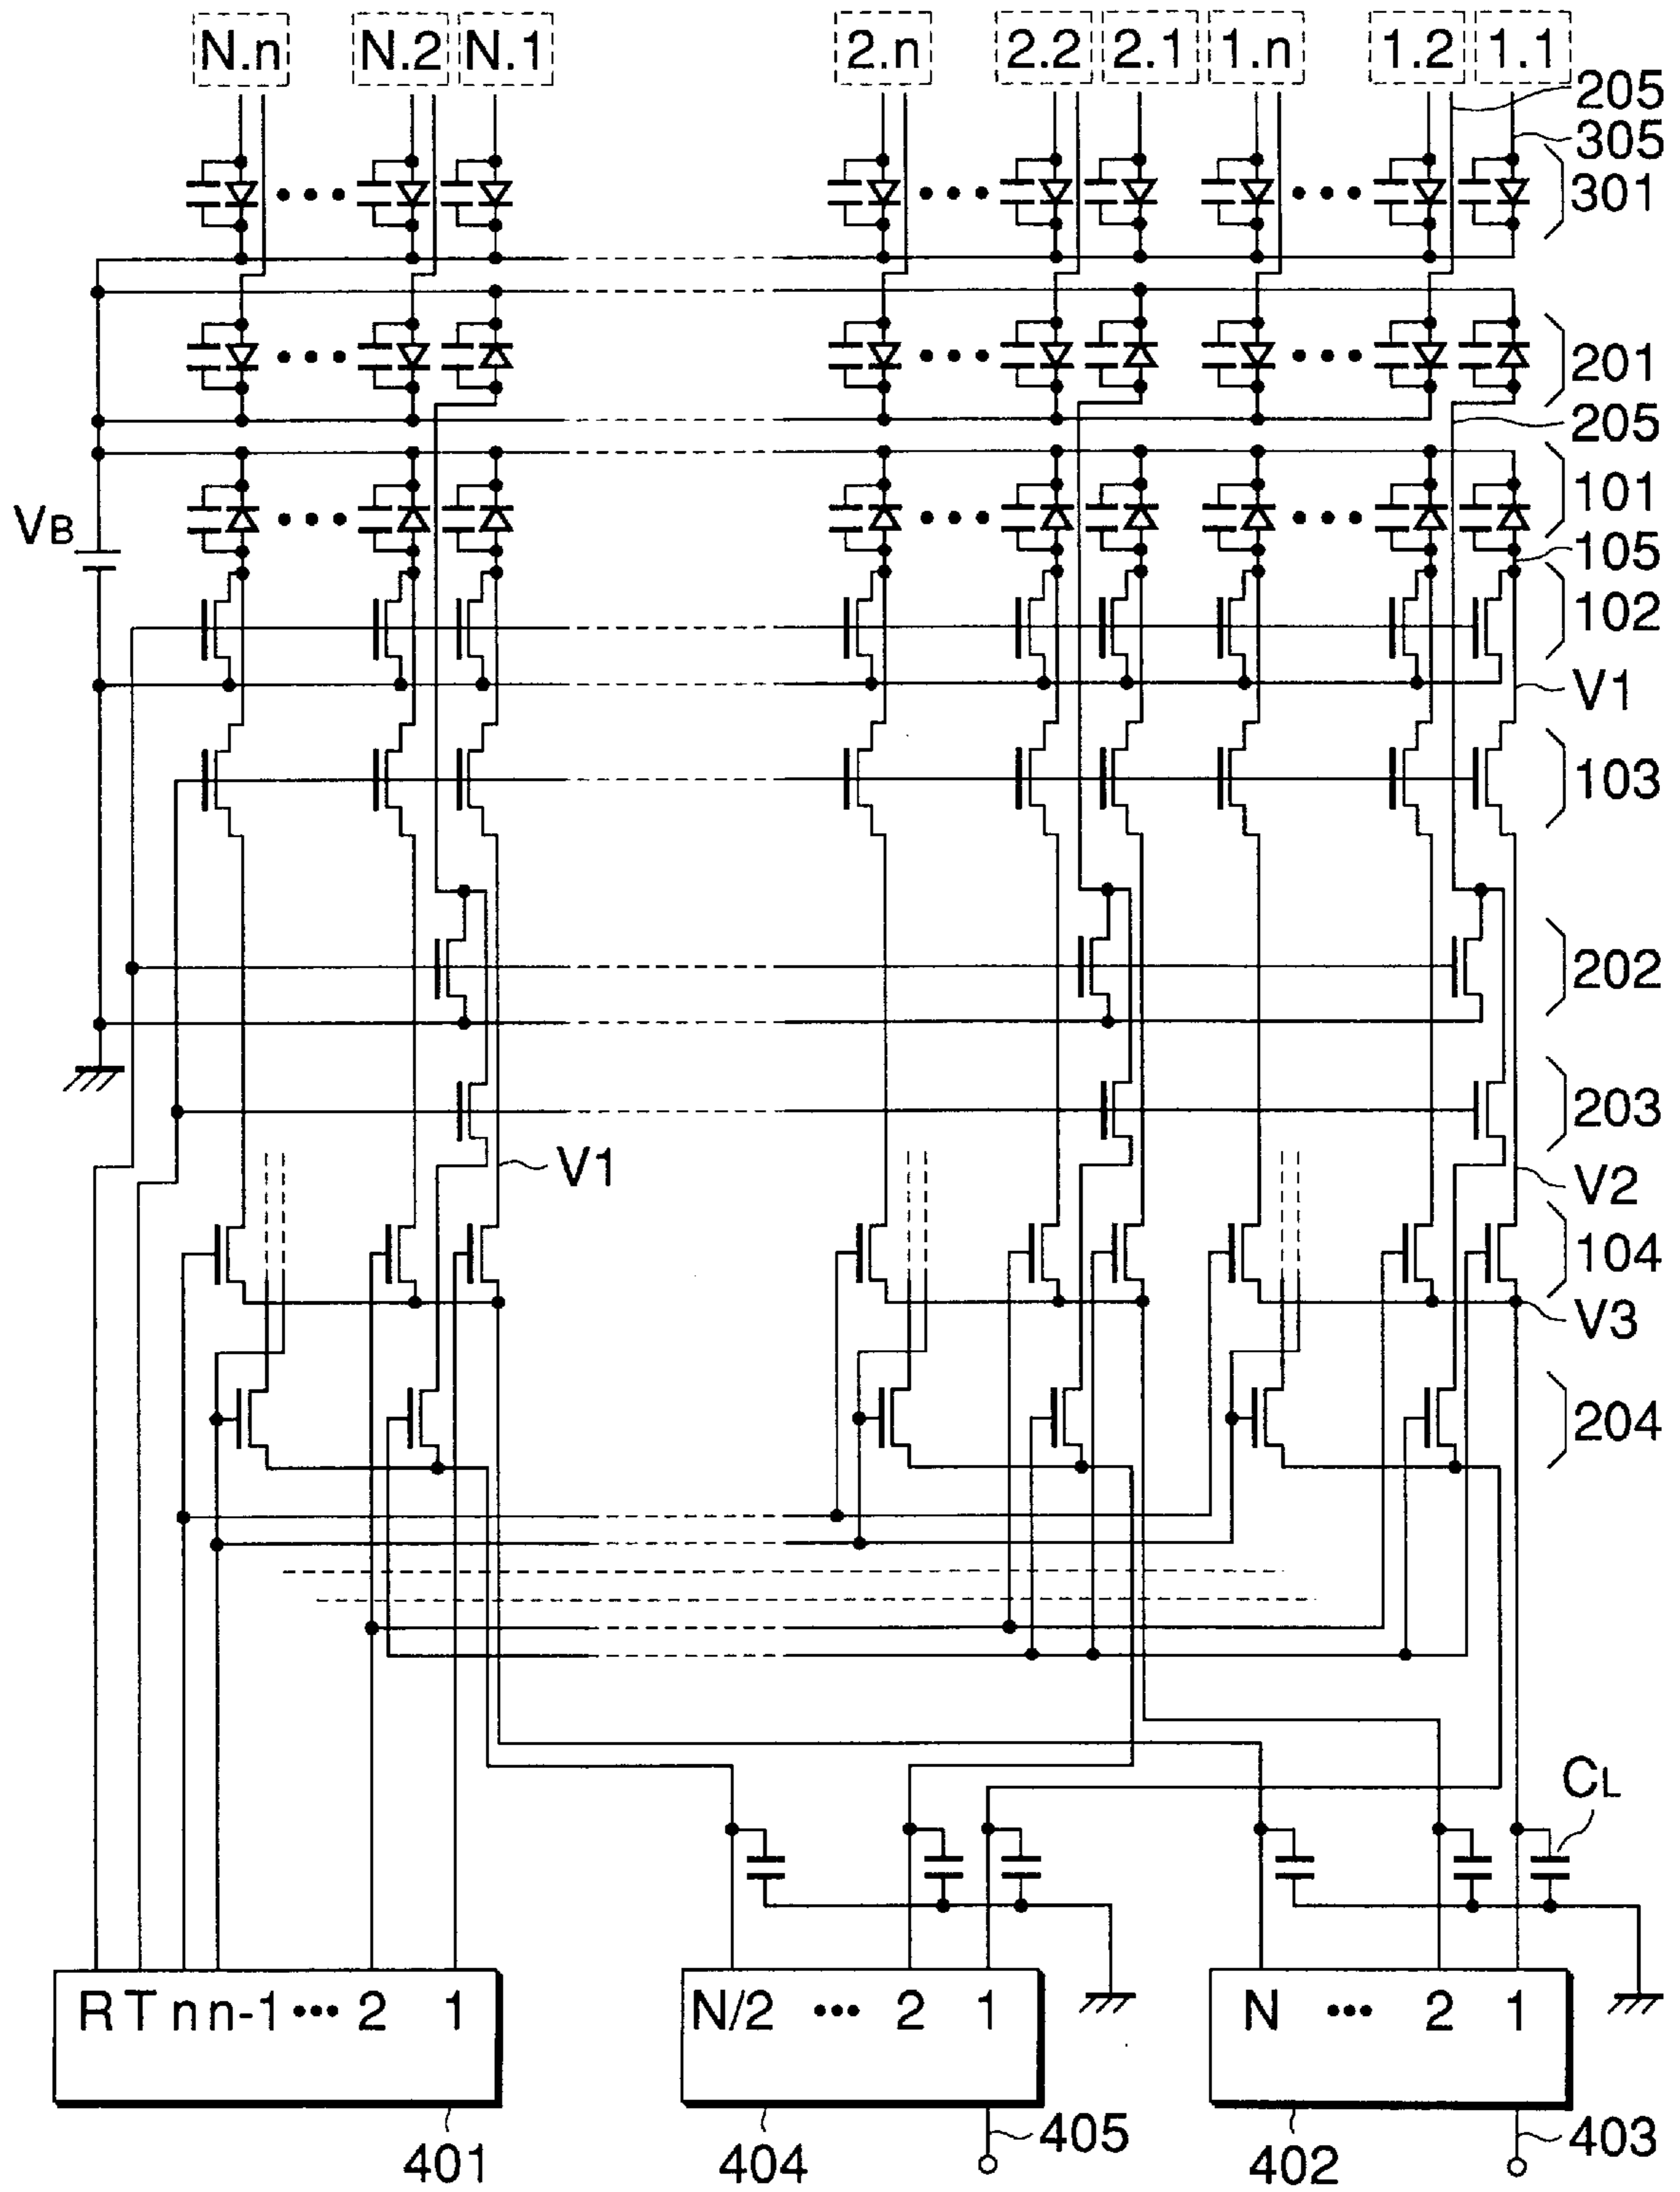 N.n N.2 N.1 2.n 2.2 2.1 1.n 1.2 1.1
205
305
301
201
205
101
VB
105
102
V1
103
202
203
V1
V2
104
V3
204
CL
R T n n-1 ••• 2 1
N/2 ••• 2 1
N ••• 2 1
401
404
405
402
403